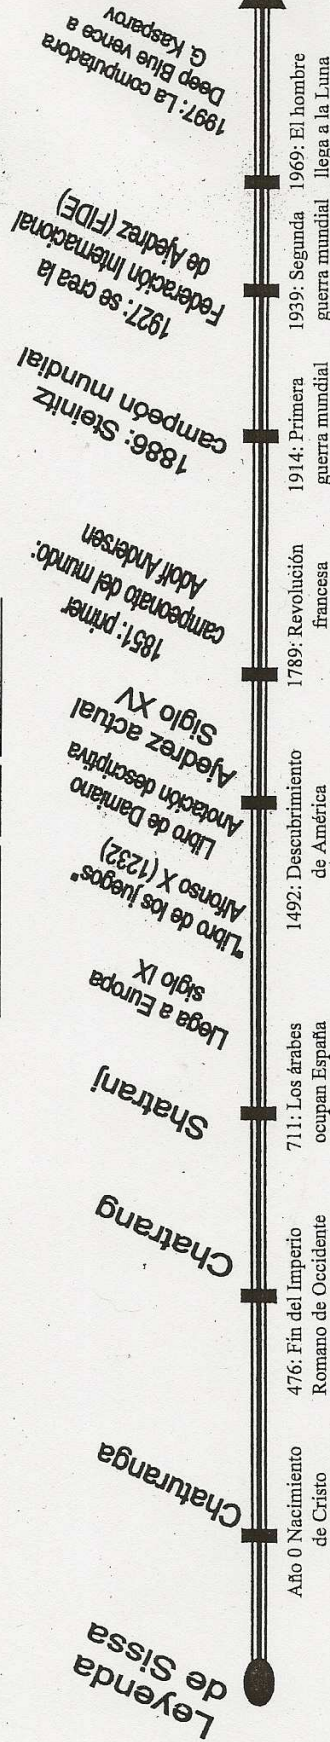 Leyenda
de Sissa
Chaturanga
Chatrang
Shatranj
Llega a Europa
siglo IX
"Libro de los juegos"
Alfonso X (1232)
Libro de Damiano
Anotación descriptiva
Ajedrez actual
Siglo XV
1851: primer
campeonato del mundo:
Adolf Andersen
1886: Steinitz
campeón mundial
1927: se crea la
Federación Internacional
de Ajedrez (FIDE)
1997: La computadora
Deep Blue vence a
G. Kasparov
Año 0 Nacimiento
de Cristo
476: Fin del Imperio
Romano de Occidente
711: Los árabes
ocupan España
1492: Descubrimiento
de América
1789: Revolución
francesa
1914: Primera
guerra mundial
1939: Segunda
guerra mundial
1969: El hombre
llega a la Luna